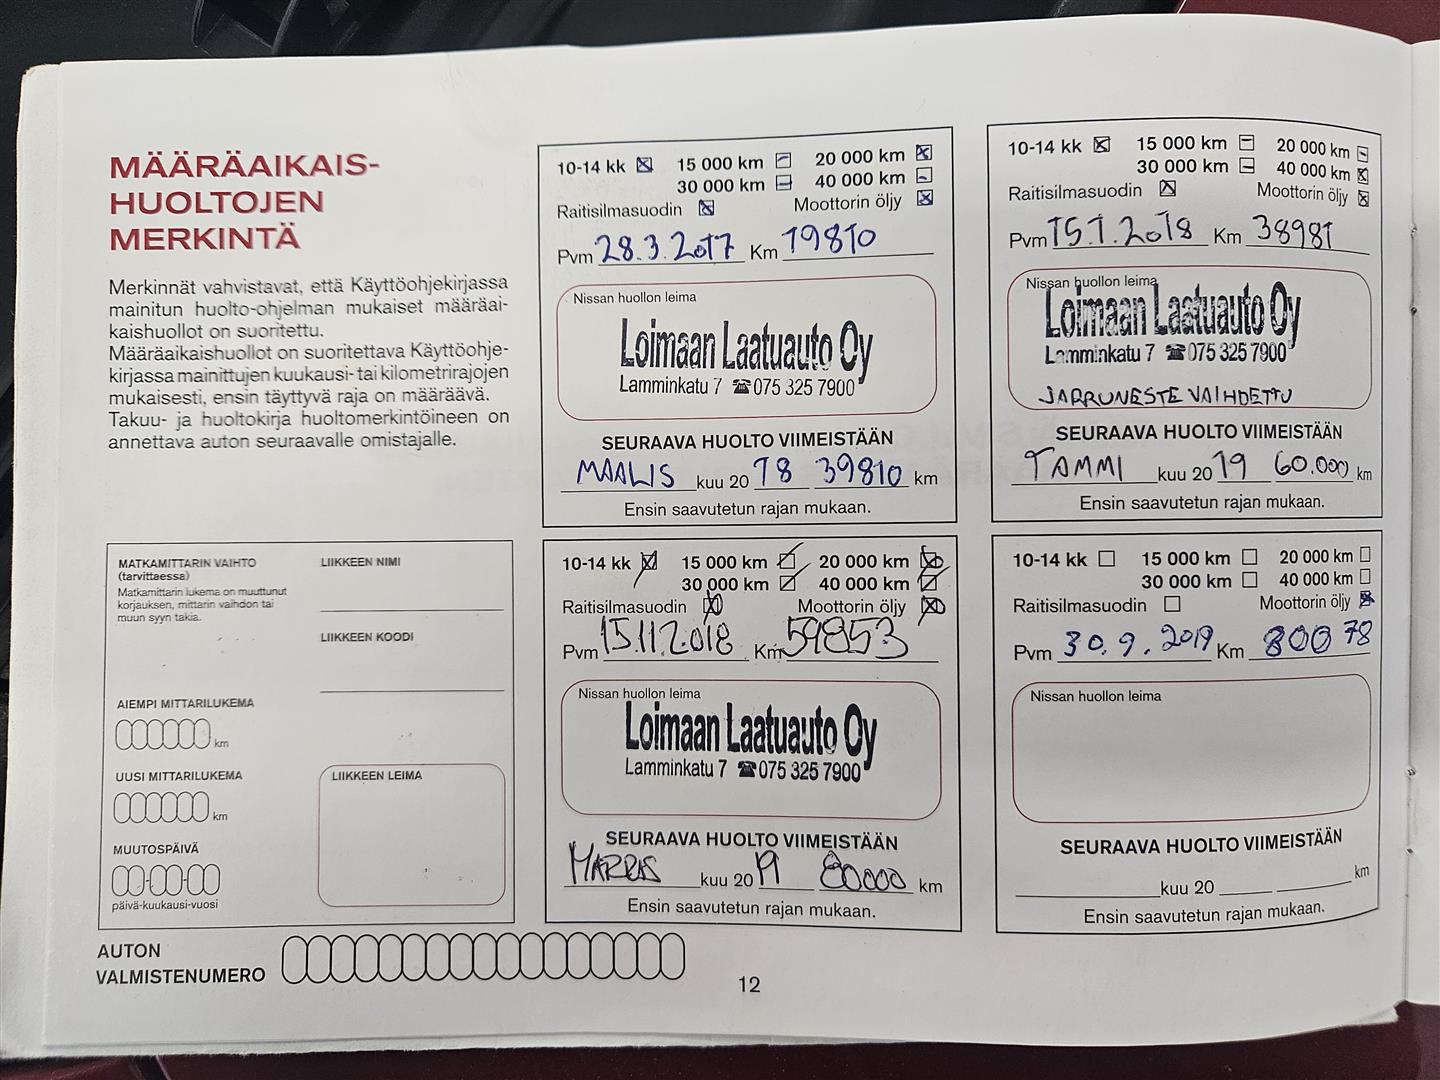 MÄÄRÄAIKAIS-
HUOLTOJEN
MERKINTÄ
Merkinnät vahvistavat, että Käyttöohjekirjassa
mainitun huolto-ohjelman mukaiset määräai-
kaishuollot on suoritettu.
Määräaikaishuollot on suoritettava Käyttöohje-
kirjassa mainittujen kuukausi- tai kilometrirajojen
mukaisesti, ensin täyttyvä raja on määräävä.
Takuu- ja huoltokirja huoltomerkintöineen on
annettava auton seuraavalle omistajalle.
10-14 kk 15 000 km 20 000 km
30 000 km 40 000 km
Raitisilmasuodin Moottorin öljy
Pvm 28.3.2017 Km 19810
Nissan huollon leima
Loimaan Laatuauto Oy
Lamminkatu 7 ☎075 325 7900
SEURAAVA HUOLTO VIIMEISTÄÄN
MAALIS kuu 20 18 39810 km
Ensin saavutetun rajan mukaan.
10-14 kk 15 000 km 20 000 km
30 000 km 40 000 km
Raitisilmasuodin Moottorin öljy
Pvm 15.1.2018 Km 38981
Nissan huollon leima
Loimaan Laatuauto Oy
Lamminkatu 7 ☎075 325 7900
JARRUNESTE VAIHDETTU
SEURAAVA HUOLTO VIIMEISTÄÄN
TAMMI kuu 20 19 60.000 km
Ensin saavutetun rajan mukaan.
MATKAMITTARIN VAIHTO
(tarvittaessa)
Matkamittarin lukema on muuttunut
korjauksen, mittarin vaihdon tai
muun syyn takia.
LIIKKEEN NIMI
LIIKKEEN KOODI
AIEMPI MITTARILUKEMA
km
UUSI MITTARILUKEMA
km
MUUTOSPÄIVÄ
päivä-kuukausi-vuosi
LIIKKEEN LEIMA
10-14 kk 15 000 km 20 000 km
30 000 km 40 000 km
Raitisilmasuodin Moottorin öljy
Pvm 15.11.2018 Km 59853
Nissan huollon leima
Loimaan Laatuauto Oy
Lamminkatu 7 ☎075 325 7900
SEURAAVA HUOLTO VIIMEISTÄÄN
MARRAS kuu 20 19 80000 km
Ensin saavutetun rajan mukaan.
10-14 kk 15 000 km 20 000 km
30 000 km 40 000 km
Raitisilmasuodin Moottorin öljy
Pvm 30.9.2019 Km 80078
Nissan huollon leima
SEURAAVA HUOLTO VIIMEISTÄÄN
kuu 20 km
Ensin saavutetun rajan mukaan.
AUTON
VALMISTENUMERO
12